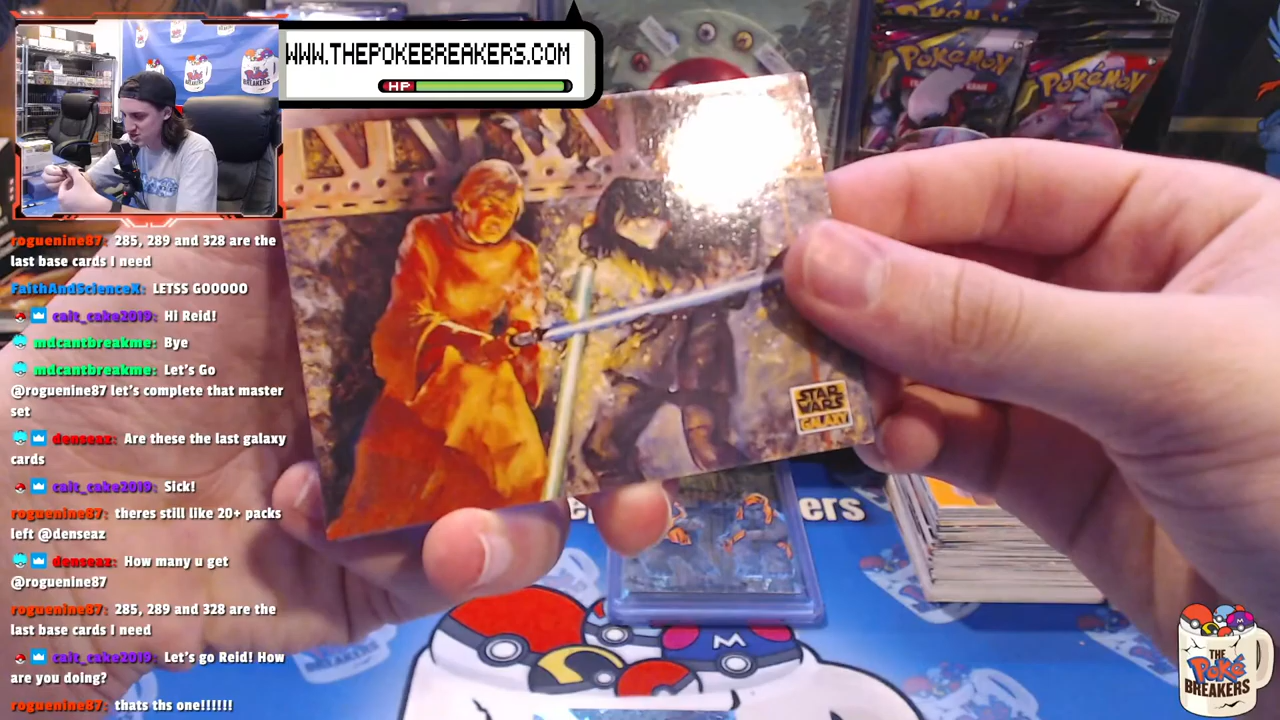 WWW.THEPOKEBREAKERS.COM
HP
roguenine87: 285, 289 and 328 are the
last base cards I need
FaithAndScienceX: LETSS GOOOOO
cait_cake2019: Hi Reid!
mdcantbreakme: Bye
mdcantbreakme: Let's Go
@roguenine87 let's complete that master
set
denseaz: Are these the last galaxy
cards
cait_cake2019: Sick!
roguenine87: theres still like 20+ packs
left @denseaz
denseaz: How many u get
@roguenine87
roguenine87: 285, 289 and 328 are the
last base cards I need
cait_cake2019: Let's go Reid! How
are you doing?
roguenine87: thats ths one!!!!!!
POKÉMON
POKÉMON
STAR
WARS
GALAXY
M
THE
Poké
BREAKERS